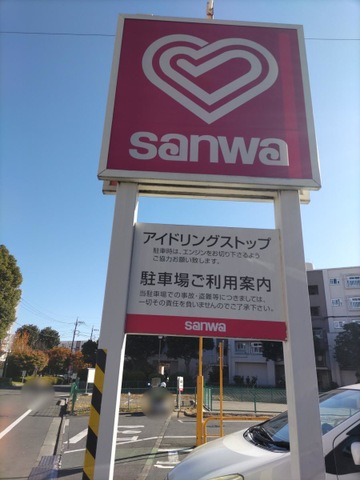 sanwa
アイドリングストップ
駐車時は、エンジンをお切り下さるよう
ご協力お願い致します。
駐車場ご利用案内
当駐車場での事故・盗難等につきましては、
一切その責任を負いませんのでご了承下さい。
sanwa